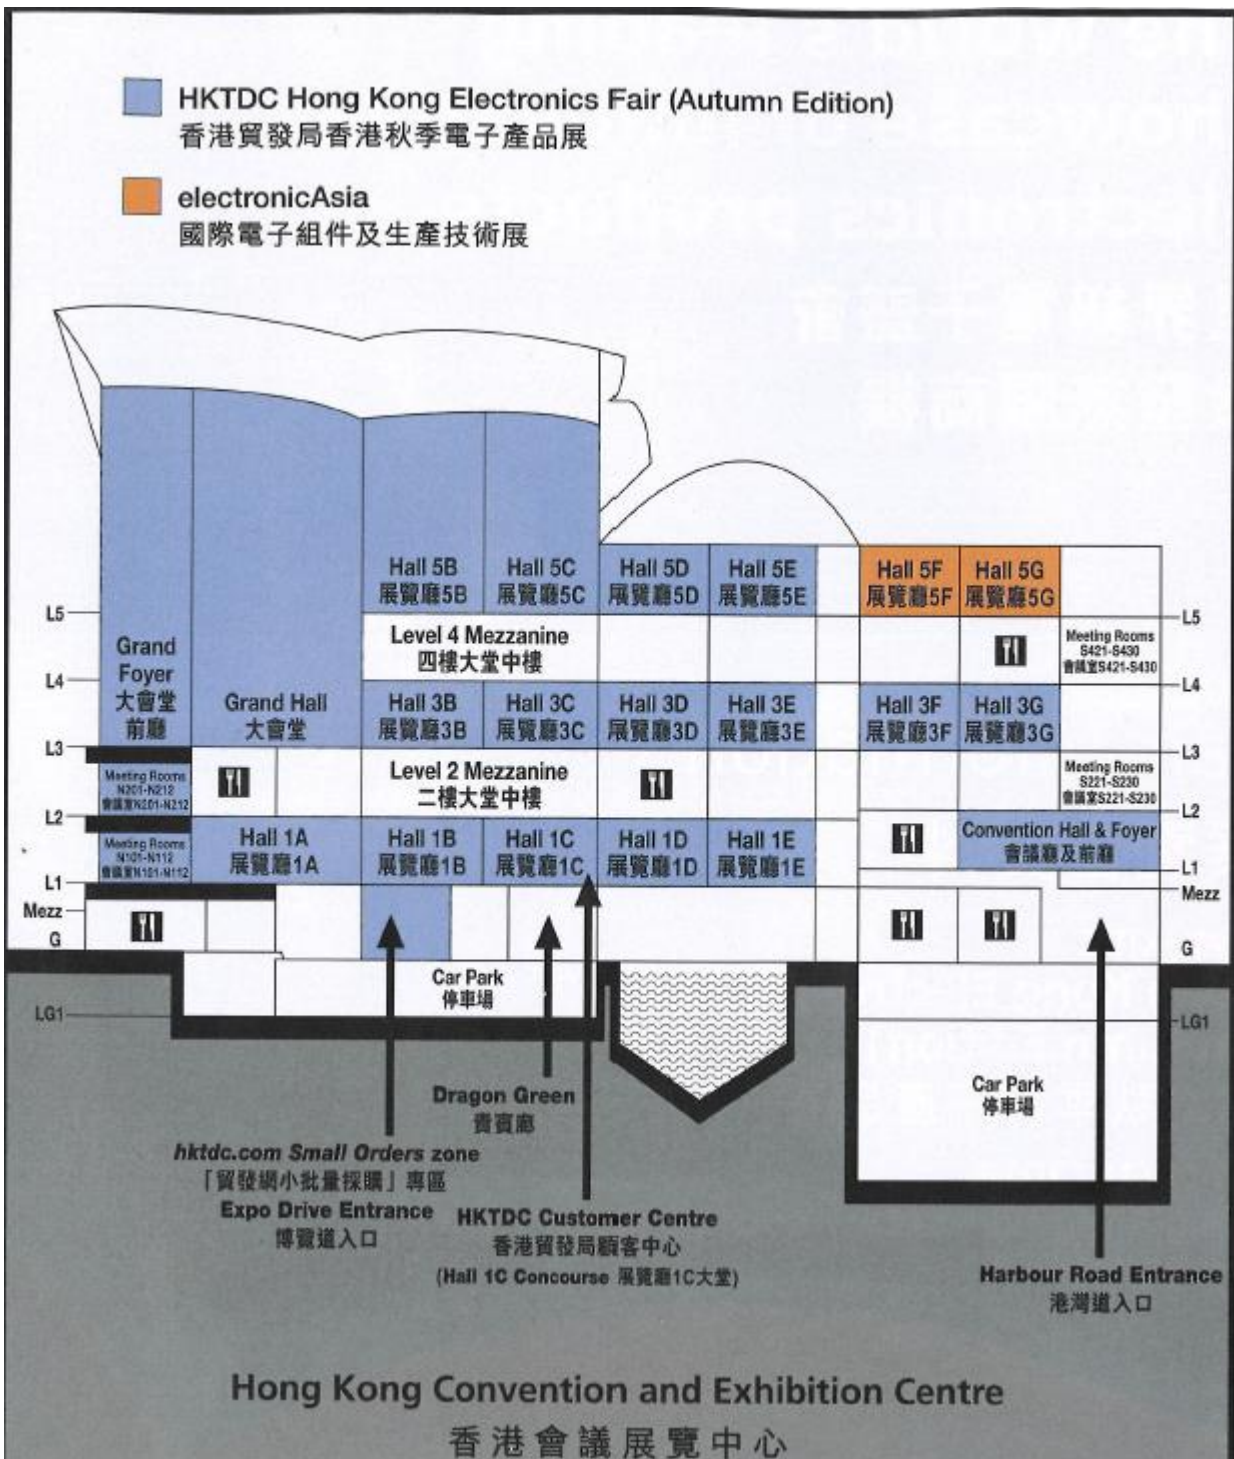 HKTDC Hong Kong Electronics Fair (Autumn Edition)
香港貿發局香港秋季電子產品展
electronicAsia
國際電子組件及生產技術展
Hall 5B
展覽廳5B
Hall 5C
展覽廳5C
Hall 5D
展覽廳5D
Hall 5E
展覽廳5E
Hall 5F
展覽廳5F
Hall 5G
展覽廳5G
L5
L5
Grand
Foyer
大會堂
前廳
Level 4 Mezzanine
四樓大堂中樓
Meeting Rooms
S421-S430
會議室S421-S430
L4
L4
Grand Hall
大會堂
Hall 3B
展覽廳3B
Hall 3C
展覽廳3C
Hall 3D
展覽廳3D
Hall 3E
展覽廳3E
Hall 3F
展覽廳3F
Hall 3G
展覽廳3G
L3
L3
Meeting Rooms
N201-N212
會議室N201-N212
Level 2 Mezzanine
二樓大堂中樓
Meeting Rooms
S221-S230
會議室S221-S230
L2
L2
Meeting Rooms
N101-N112
會議室N101-N112
Hall 1A
展覽廳1A
Hall 1B
展覽廳1B
Hall 1C
展覽廳1C
Hall 1D
展覽廳1D
Hall 1E
展覽廳1E
Convention Hall & Foyer
會議廳及前廳
L1
L1
Mezz
Mezz
G
G
Car Park
停車場
LG1
LG1
Car Park
停車場
Dragon Green
貴賓廊
hktdc.com Small Orders zone
「貿發網小批量採購」專區
Expo Drive Entrance
博覽道入口
HKTDC Customer Centre
香港貿發局顧客中心
(Hall 1C Concourse 展覽廳1C大堂)
Harbour Road Entrance
港灣道入口
Hong Kong Convention and Exhibition Centre
香港會議展覽中心